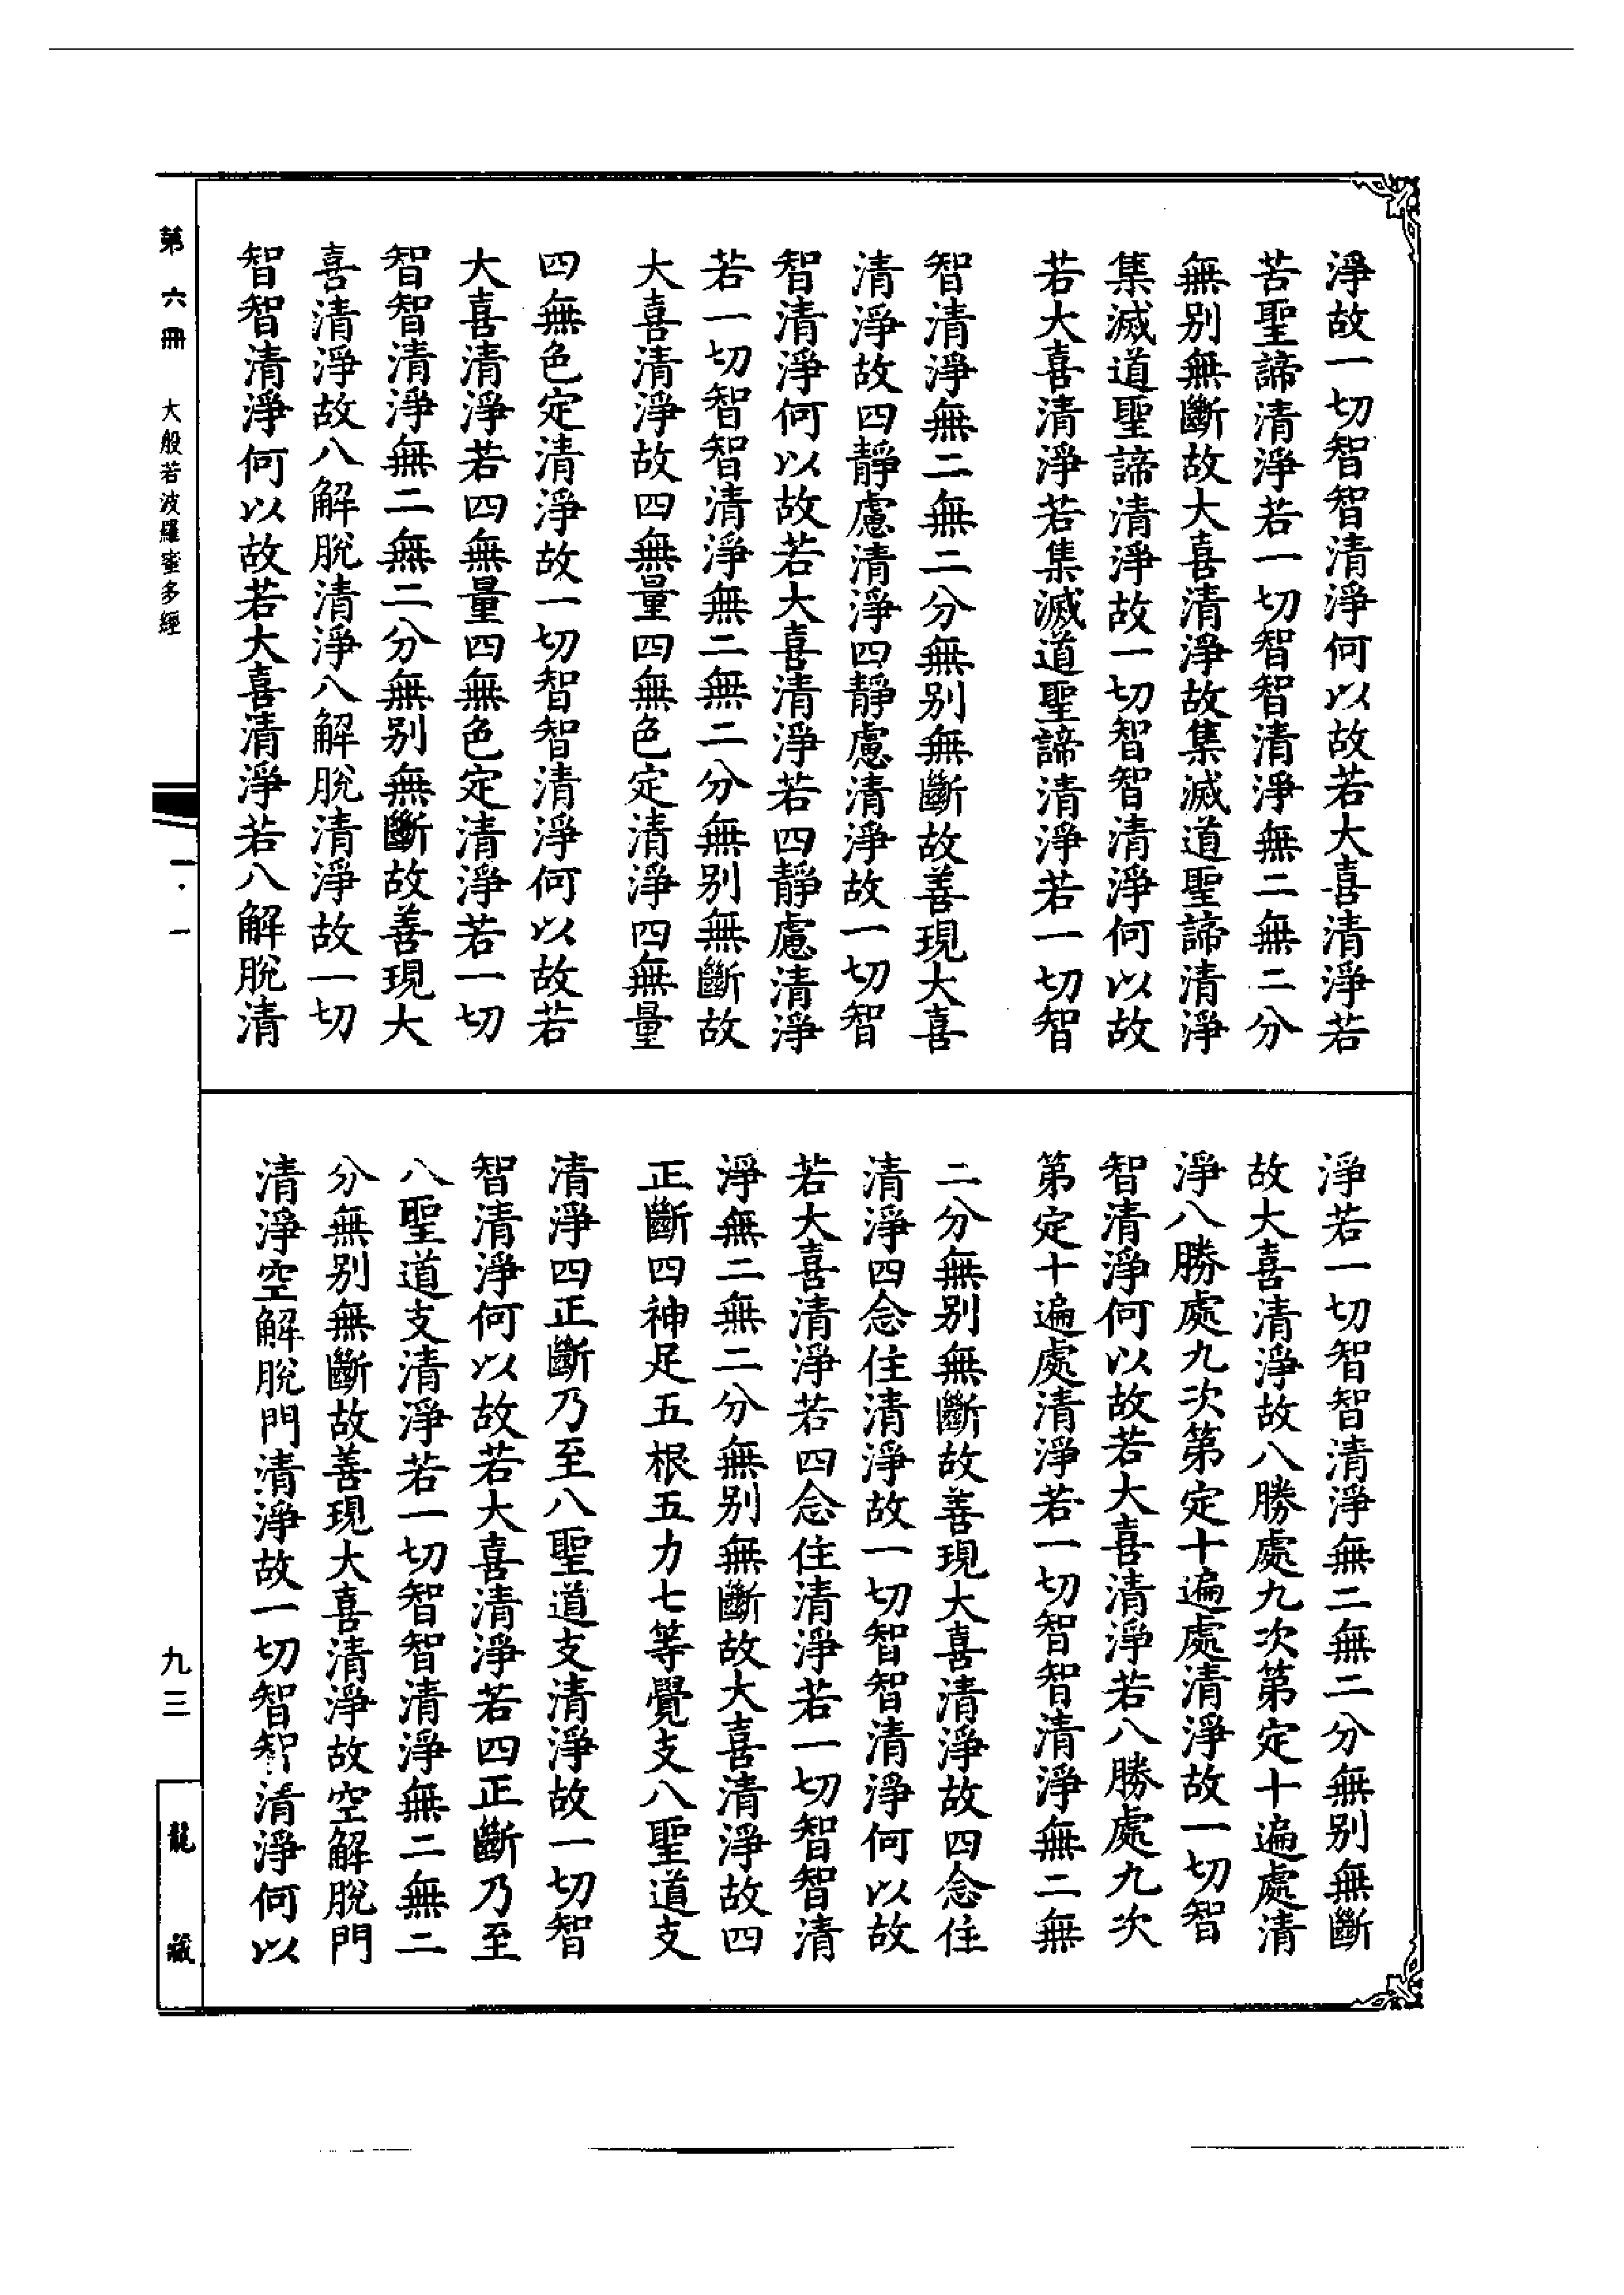 淨故一切智智清淨何以故若大喜清淨若
苦聖諦清淨若一切智智清淨無二無二分
無别無斷故大喜清淨故集滅道聖諦清淨
集滅道聖諦清淨故一切智智清淨何以故
若大喜清淨若集滅道聖諦清淨若一切智
智清淨無二無二分無别無斷故善現大喜
清淨故四靜慮清淨四靜慮清淨故一切智
智清淨何以故若大喜清淨若四靜慮清淨
若一切智智清淨無二無二分無别無斷故
大喜清淨故四無量四無色定清淨四無量
四無色定清淨故一切智智清淨何以故若
大喜清淨若四無量四無色定清淨若一切
智智清淨無二無二分無别無斷故善現大
喜清淨故八解脫清淨八解脫清淨故一切
智智清淨何以故若大喜清淨若八解脫清
淨若一切智智清淨無二無二分無别無斷
故大喜清淨故八勝處九次第定十遍處清
淨八勝處九次第定十遍處清淨故一切智
智清淨何以故若大喜清淨若八勝處九次
第定十遍處清淨若一切智智清淨無二無
二分無别無斷故善現大喜清淨故四念住
清淨四念住清淨故一切智智清淨何以故
若大喜清淨若四念住清淨若一切智智清
淨無二無二分無别無斷故大喜清淨故四
正斷四神足五根五力七等覺支八聖道支
清淨四正斷乃至八聖道支清淨故一切智
智清淨何以故若大喜清淨若四正斷乃至
八聖道支清淨若一切智智清淨無二無二
分無别無斷故善現大喜清淨故空解脫門
清淨空解脫門清淨故一切智智清淨何以
第六冊 大般若波羅蜜多經
二·一
九三
龍藏